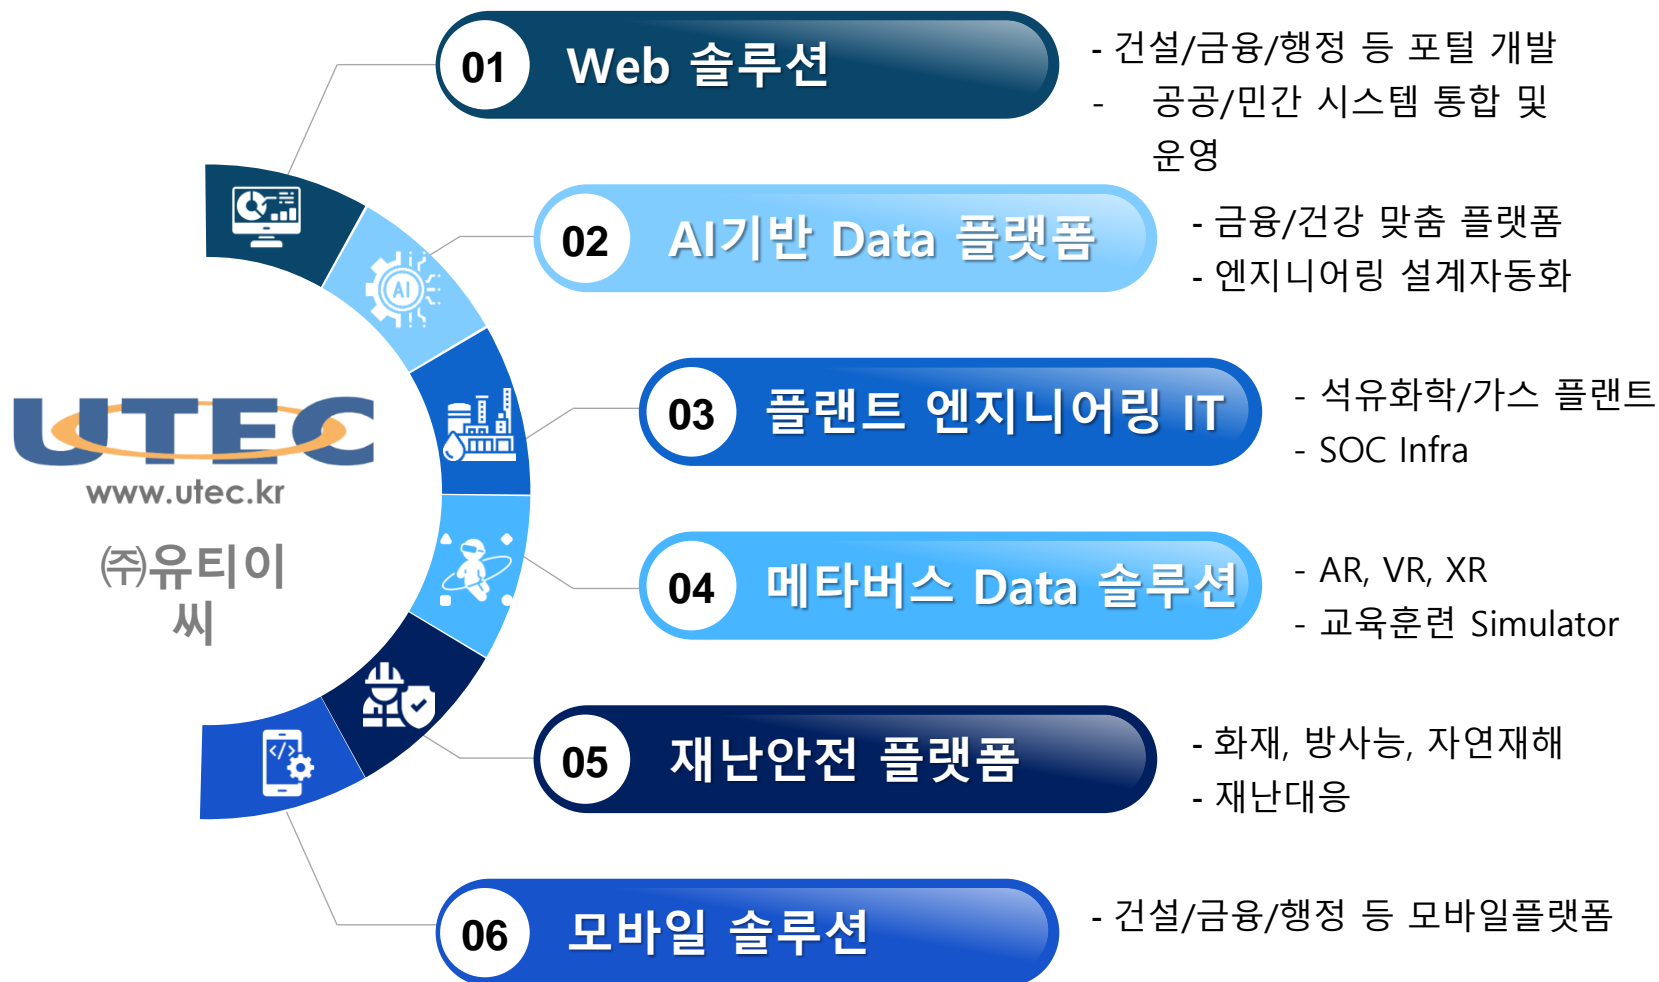 01 Web 솔루션
- 건설/금융/행정 등 포털 개발
- 공공/민간 시스템 통합 및
운영
02 AI기반 Data 플랫폼
- 금융/건강 맞춤 플랫폼
- 엔지니어링 설계자동화
AI
UTEC
www.utec.kr
㈜유티이
씨
03 플랜트 엔지니어링 IT
- 석유화학/가스 플랜트
- SOC Infra
04 메타버스 Data 솔루션
- AR, VR, XR
- 교육훈련 Simulator
05 재난안전 플랫폼
- 화재, 방사능, 자연재해
- 재난대응
</>
06 모바일 솔루션
- 건설/금융/행정 등 모바일플랫폼